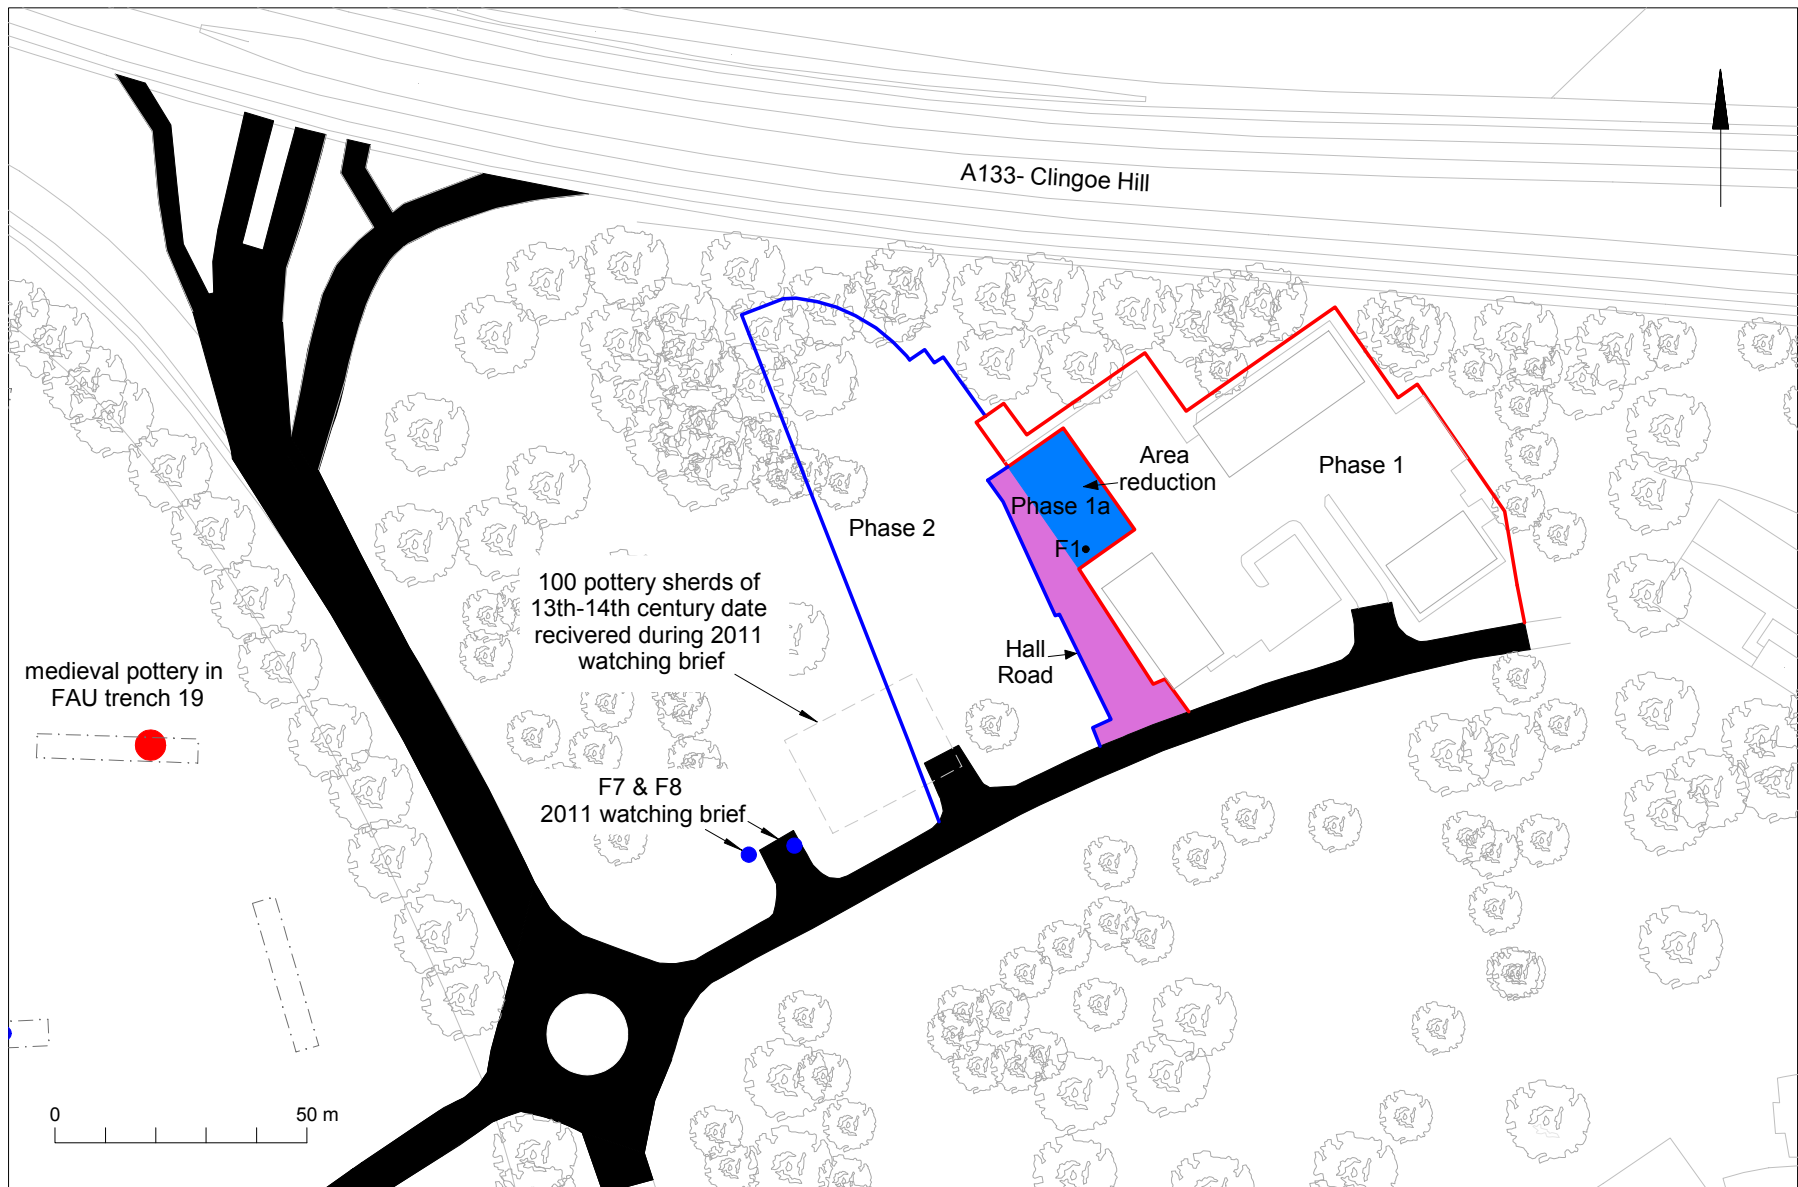 A133- Clingoe Hill
Area
reduction
Phase 1
Phase 1a
Phase 2
F1
100 pottery sherds of
13th-14th century date
recivered during 2011
watching brief
Hall
Road
medieval pottery in
FAU trench 19
F7 & F8
2011 watching brief
0 50 m